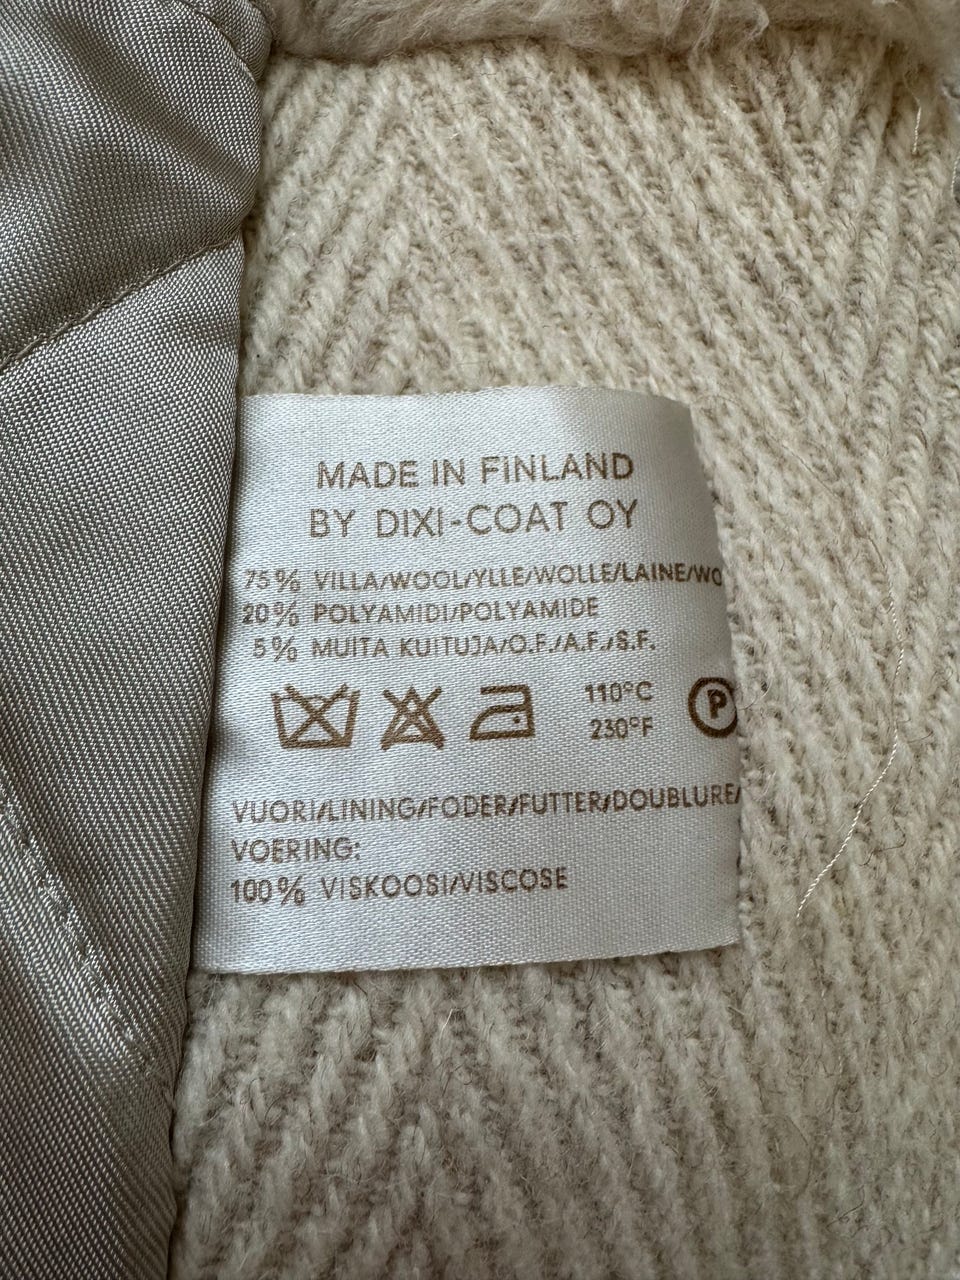 MADE IN FINLAND
BY DIXI-COAT OY
75% VILLA/WOOL/YLLE/WOLLE/LAINE/WO
20% POLYAMIDI/POLYAMIDE
5% MUITA KUITUJA/O.F./A.F./S.F.
110°C
230°F
P
VUORI/LINING/FODER/FUTTER/DOUBLURE/
VOERING:
100% VISKOOSI/VISCOSE